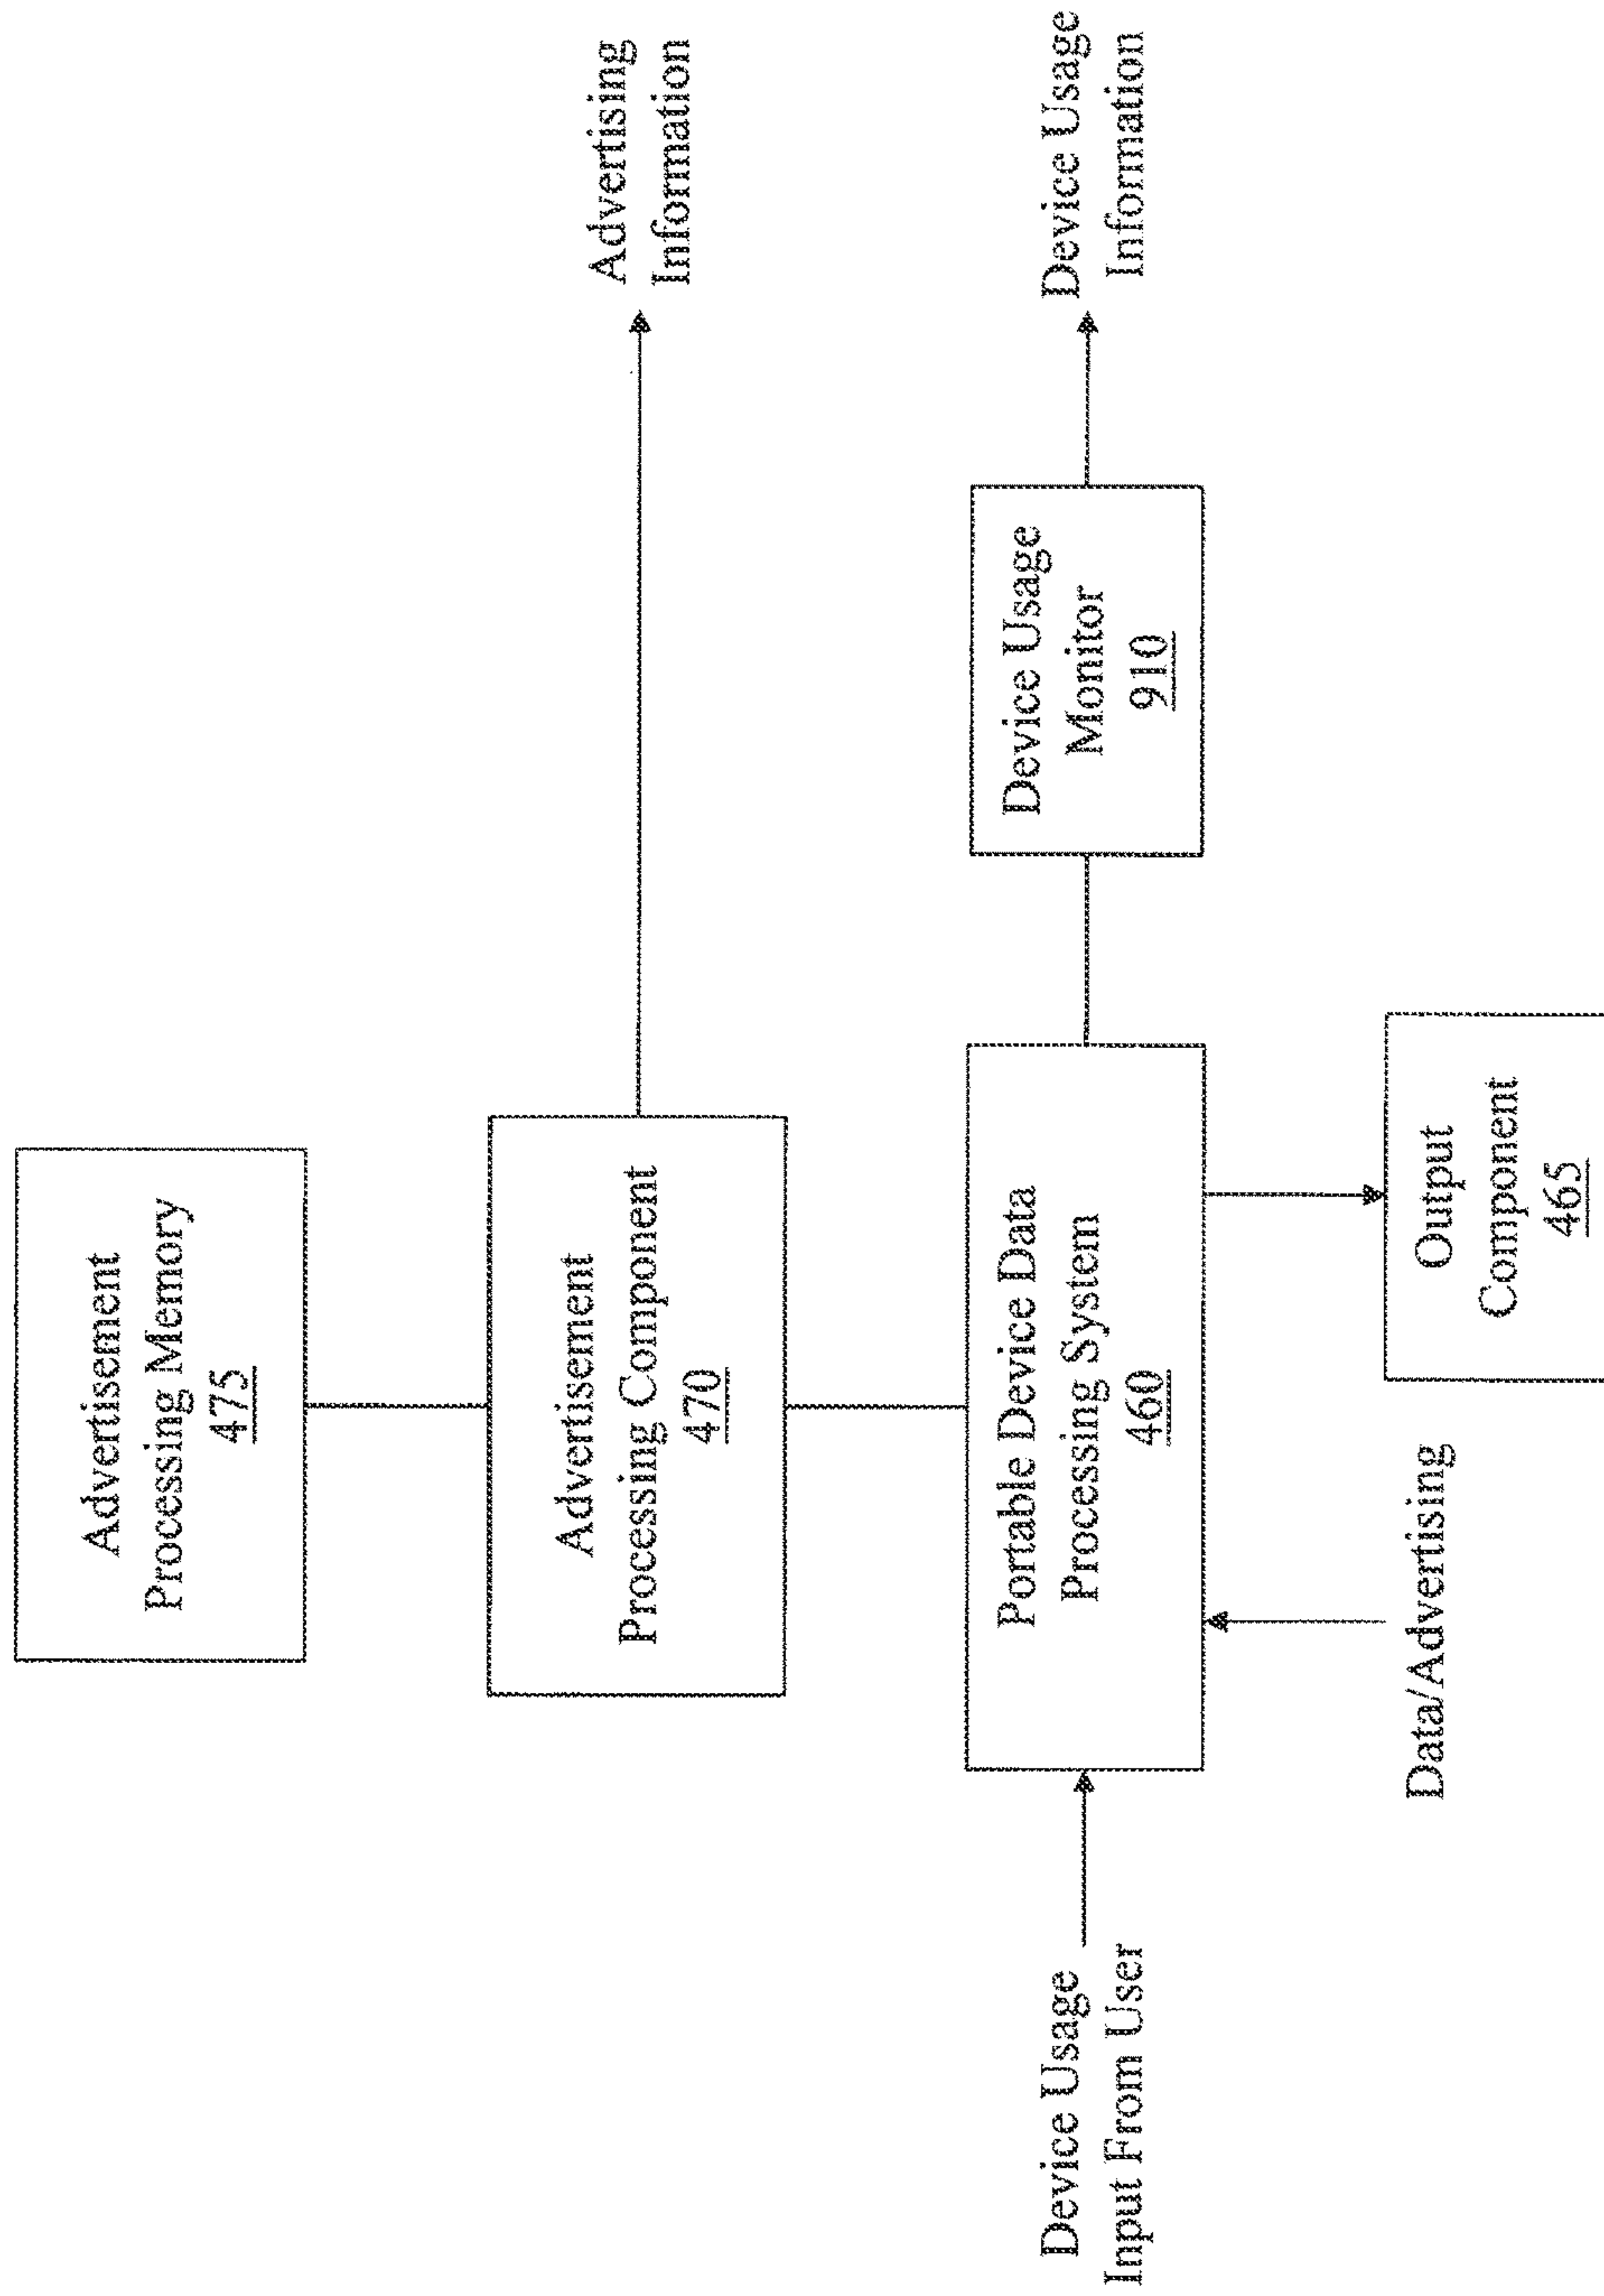 Advertisement
Processing Memory
475
Advertisement
Processing Component
470
Advertising
Information
Device Usage
Input From User
Portable Device Data
Processing System
460
Device Usage
Monitor
910
Device Usage
Information
Data/Advertising
Output
Component
465